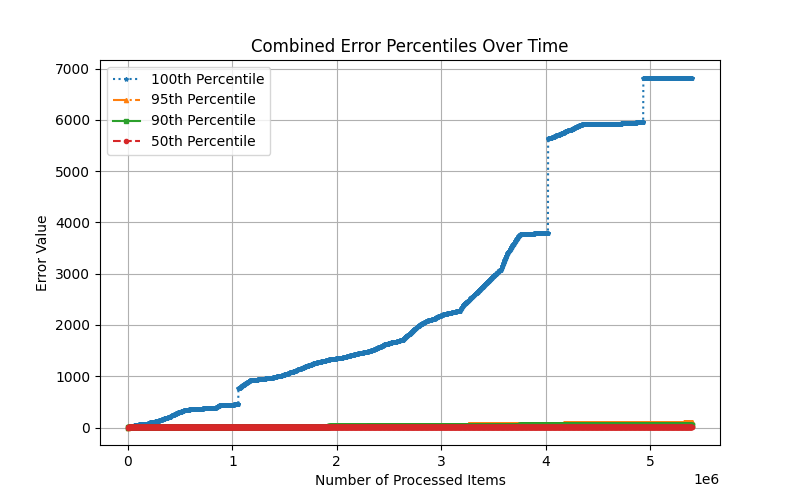 Combined Error Percentiles Over Time
100th Percentile
95th Percentile
90th Percentile
50th Percentile
Error Value
7000
6000
5000
4000
3000
2000
1000
0
0 1 2 3 4 5
1e6
Number of Processed Items